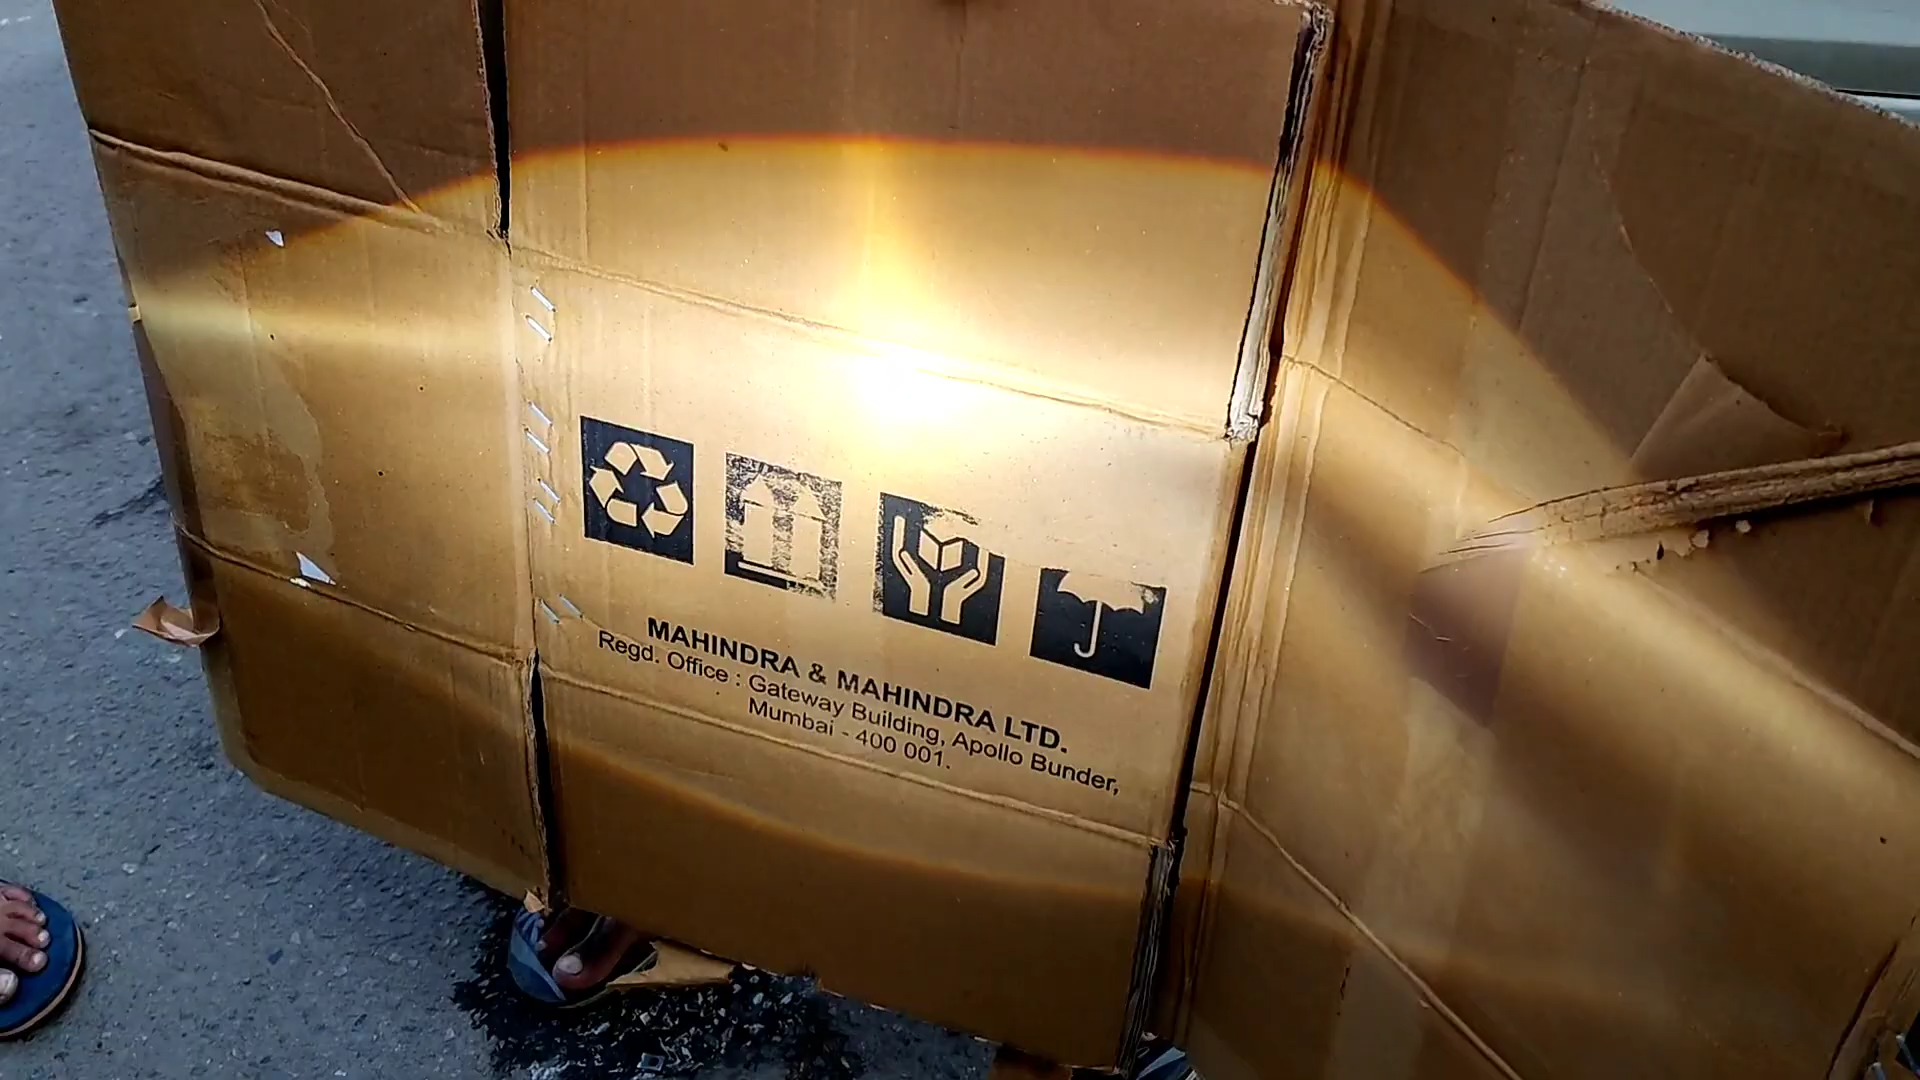 MAHINDRA & MAHINDRA LTD.
Regd. Office : Gateway Building, Apollo Bunder,
Mumbai - 400 001.